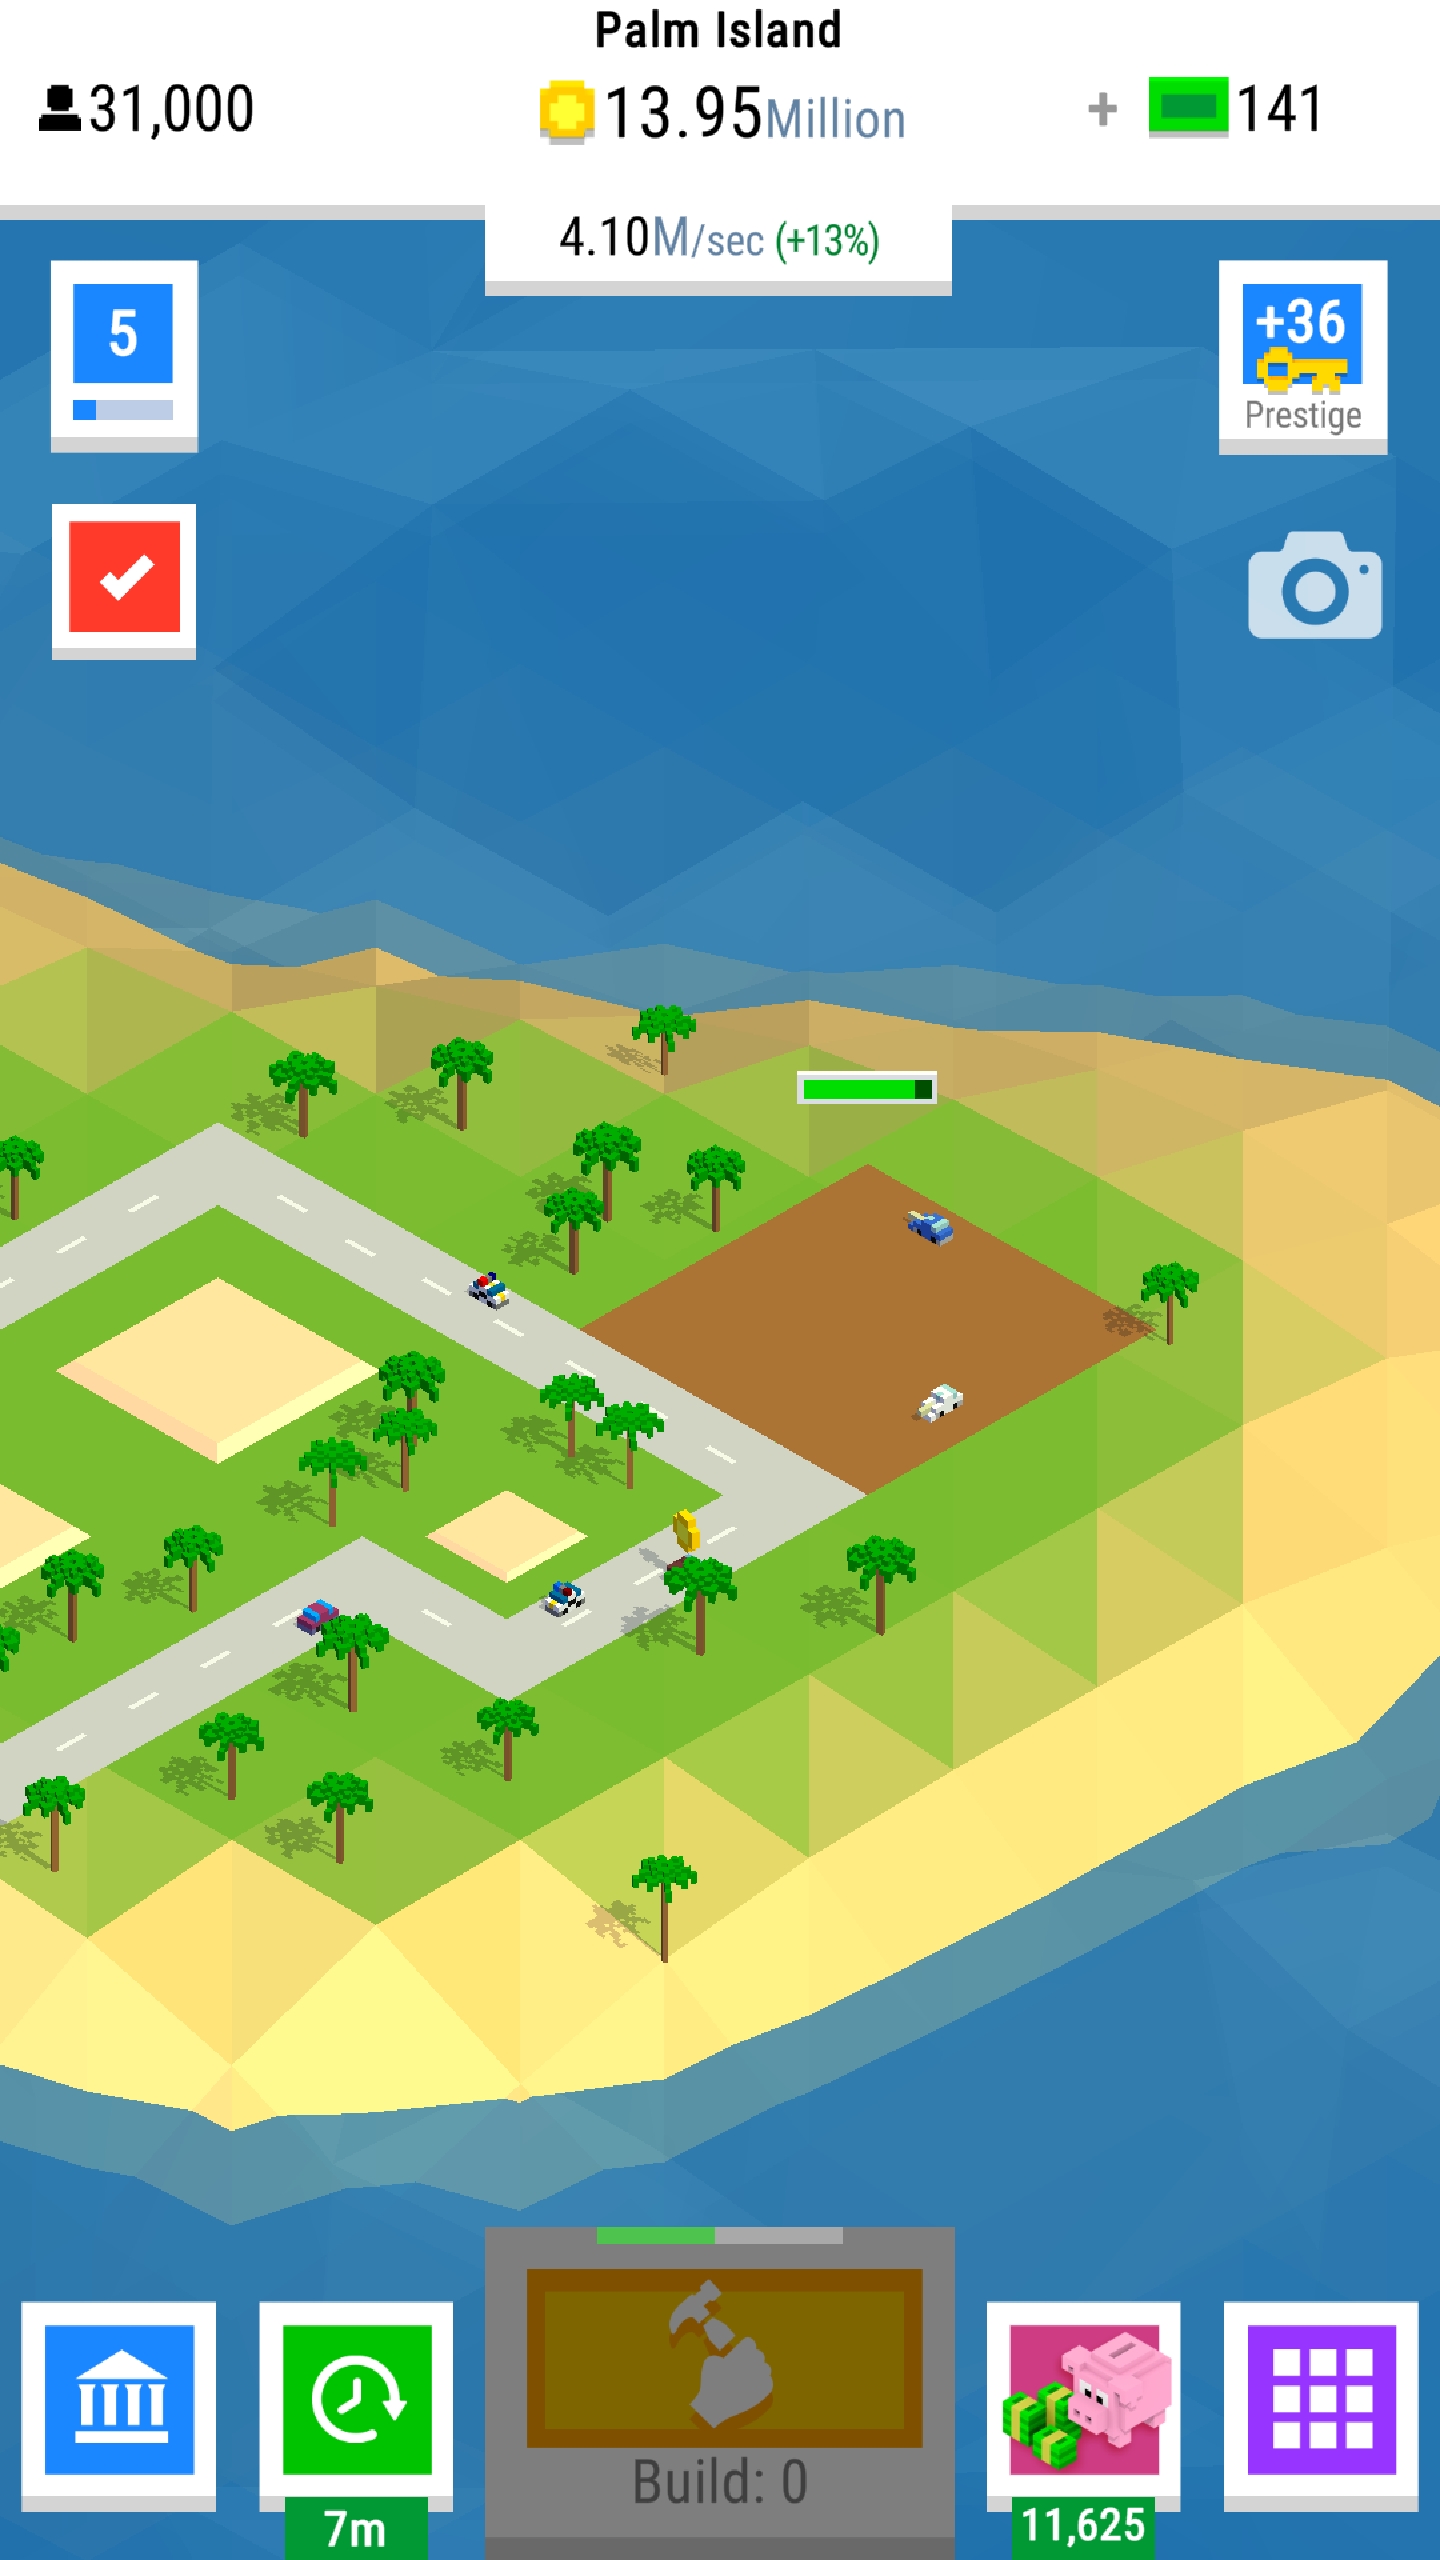 Palm Island
31,000
13.95Million
+ 141
4.10M/sec (+13%)
5
+36
Prestige
Build: 0
7m
11,625